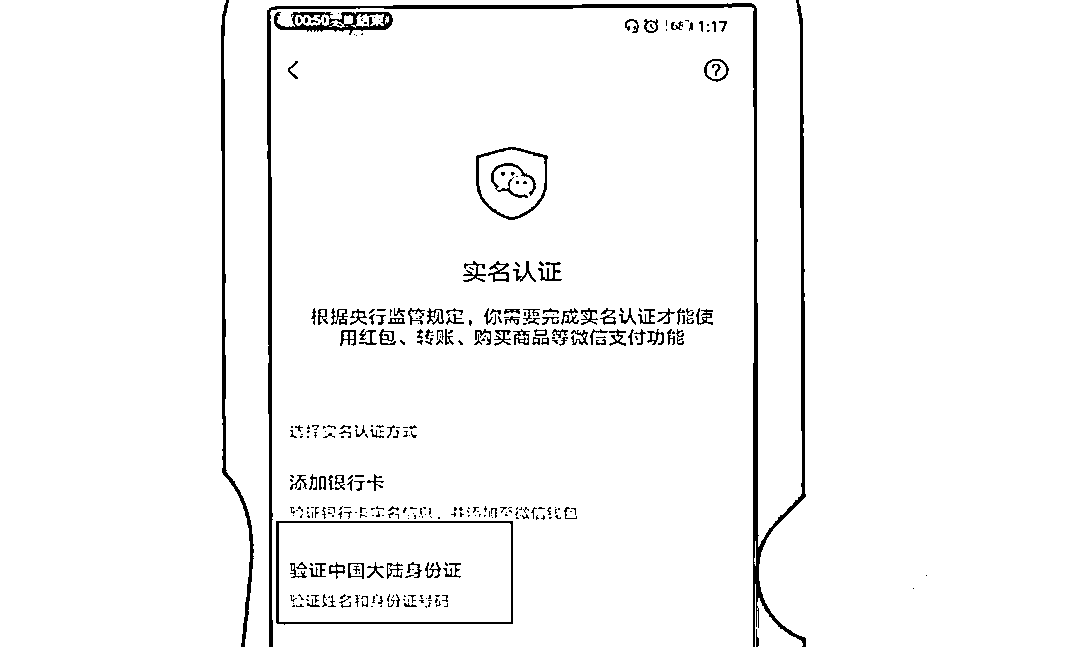 00:50 结束
68 1:17
实名认证
根据央行监管规定，你需要完成实名认证才能使
用红包、转账、购买商品等微信支付功能
选择实名认证方式
添加银行卡
验证银行卡实名信息，并添加至微信钱包
验证中国大陆身份证
验证姓名和身份证号码